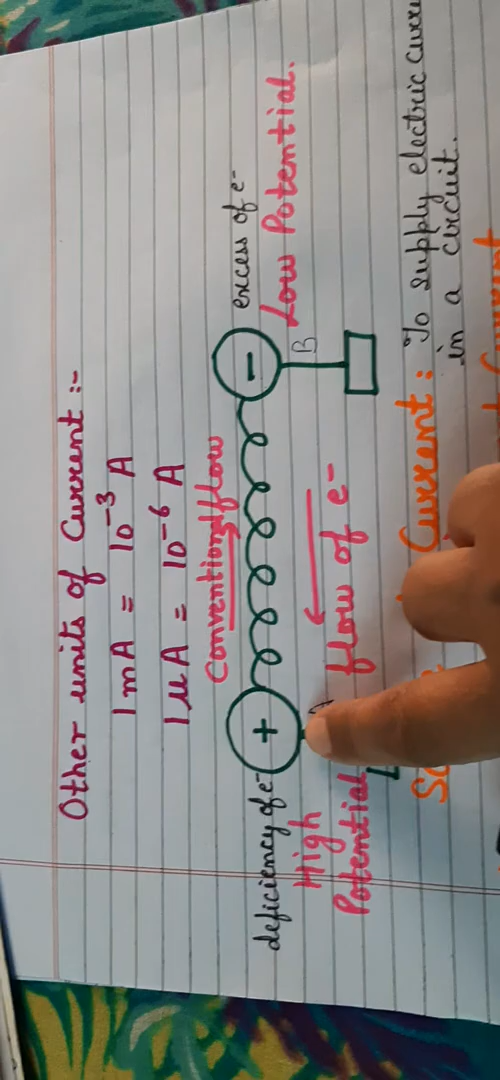 Other units of Current :-
1 mA = 10⁻³ A
1 μA = 10⁻⁶ A
Conventional flow
deficiency of e- + - excess of e-
High Potential
Low Potential.
B
flow of e-
Current : To supply electric
in a circuit.